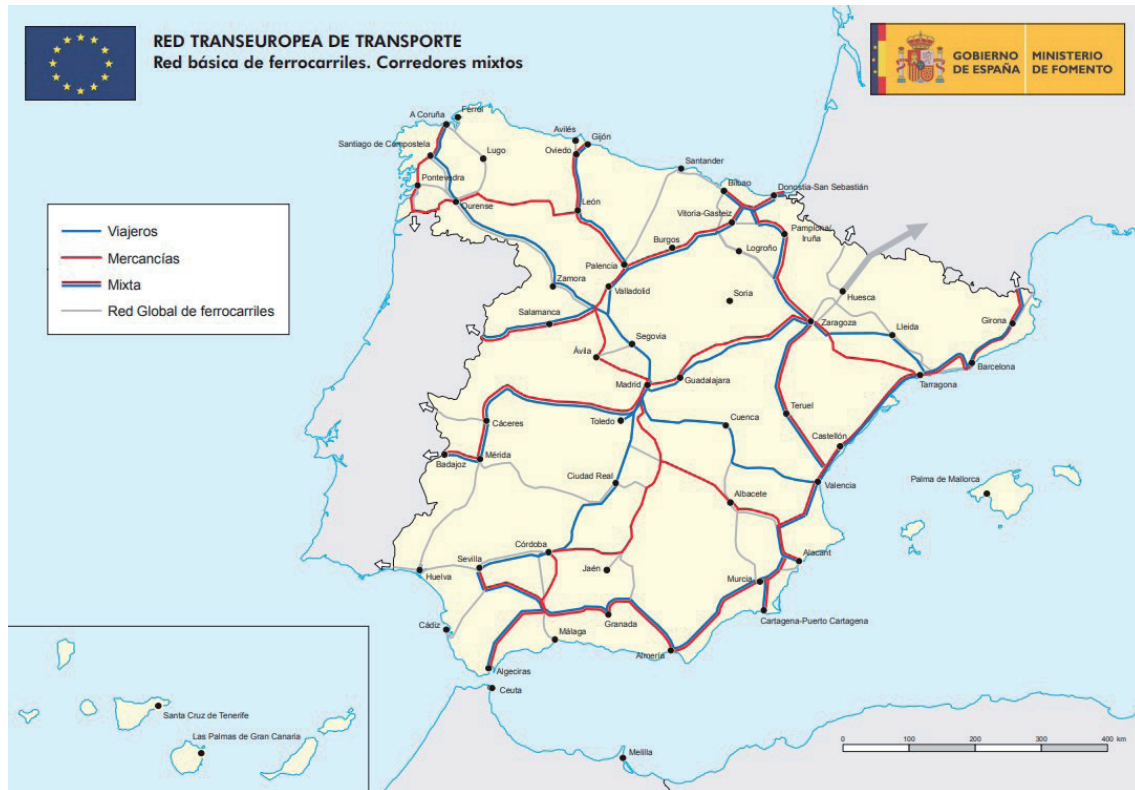 RED TRANSEUROPEA DE TRANSPORTE
Red básica de ferrocarriles. Corredores mixtos
GOBIERNO
DE ESPAÑA
MINISTERIO
DE FOMENTO
Viajeros
Mercancías
Mixta
Red Global de ferrocarriles
Ferrol
A Coruña
Avilés
Gijón
Santiago de Compostela
Lugo
Oviedo
Santander
Pontevedra
Bilbao
Donostia-San Sebastián
Ourense
León
Vitoria-Gasteiz
Pamplona/
Iruña
Burgos
Logroño
Palencia
Zamora
Valladolid
Huesca
Soria
Salamanca
Zaragoza
Lleida
Girona
Segovia
Ávila
Barcelona
Madrid
Guadalajara
Tarragona
Teruel
Cáceres
Toledo
Cuenca
Castellón
Badajoz
Mérida
Ciudad Real
Valencia
Palma de Mallorca
Albacete
Córdoba
Alacant
Sevilla
Jaén
Murcia
Huelva
Cartagena-Puerto Cartagena
Granada
Cádiz
Málaga
Almería
Algeciras
Ceuta
Melilla
Santa Cruz de Tenerife
Las Palmas de Gran Canaria
0 100 200 300 400 km